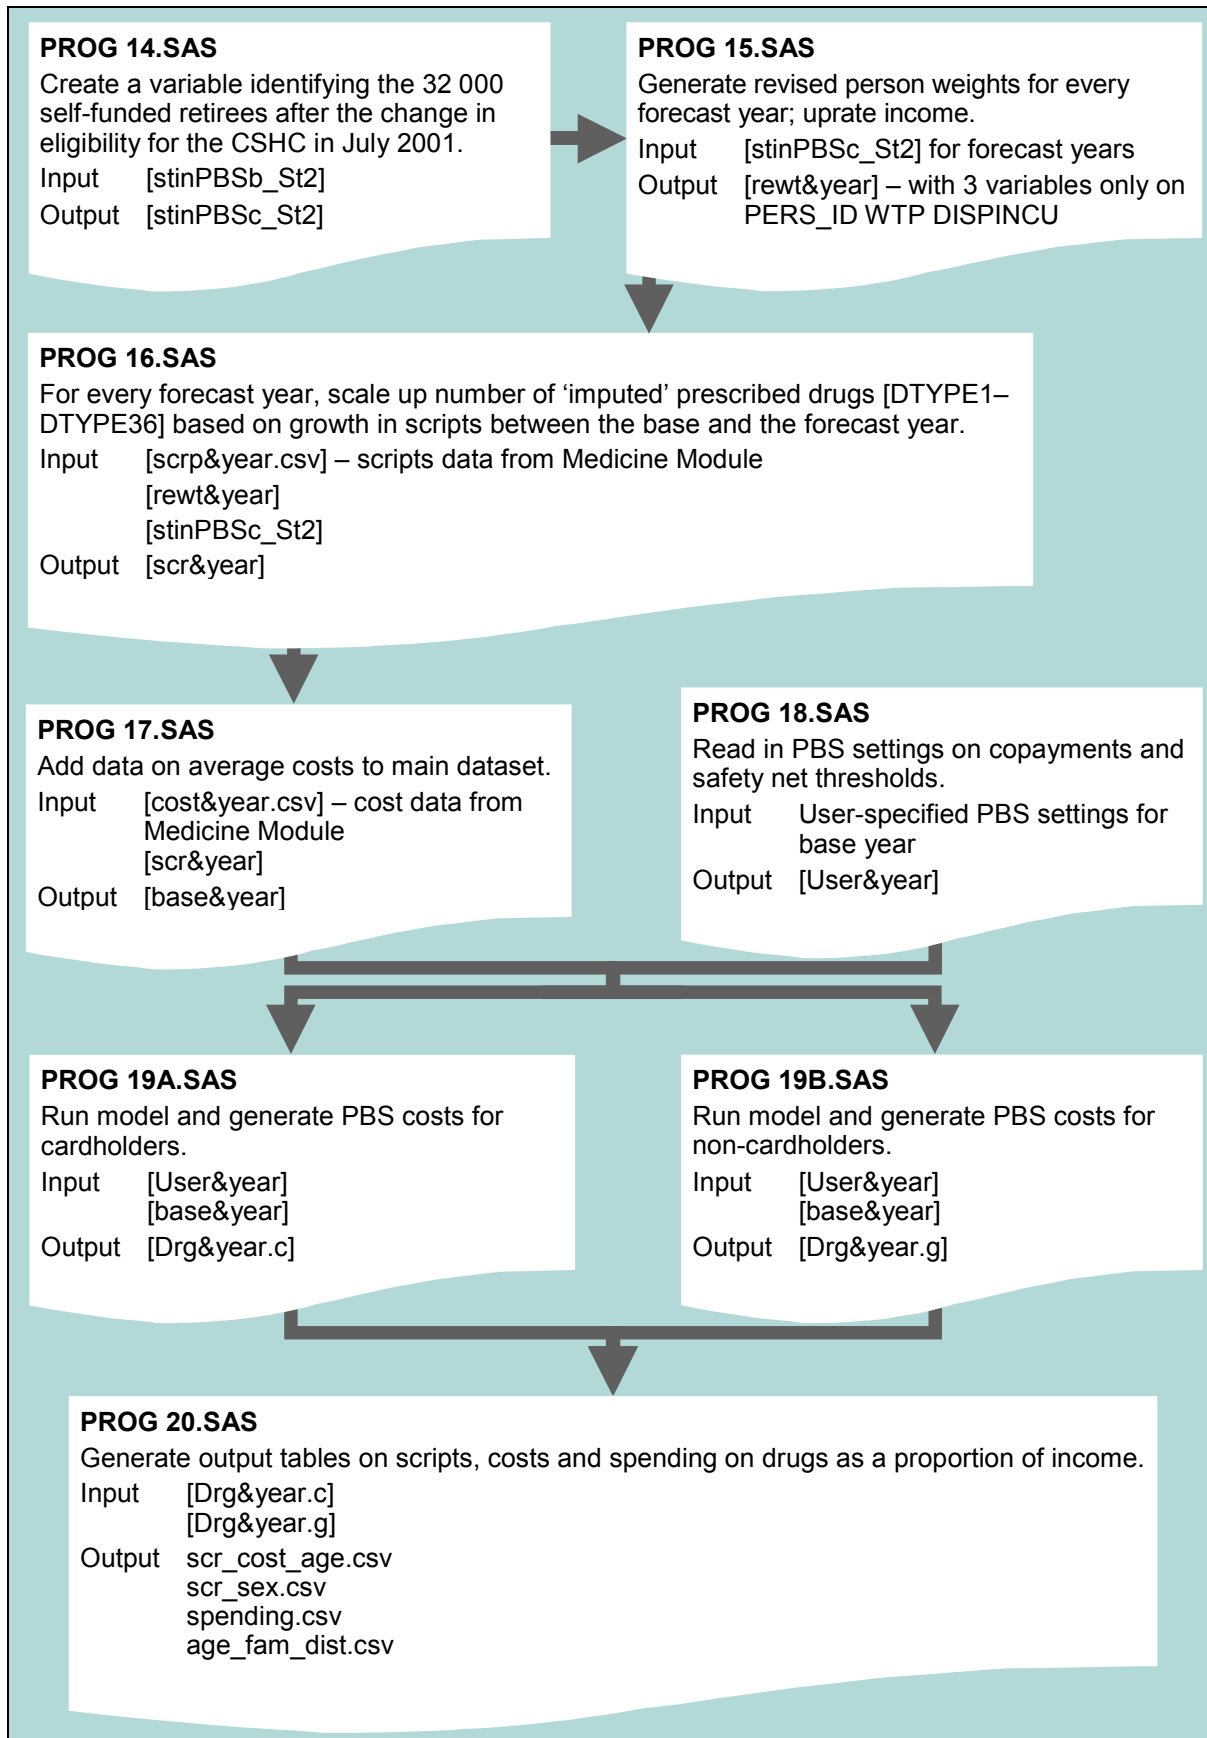 PROG 14.SAS
Create a variable identifying the 32 000
self-funded retirees after the change in
eligibility for the CSHC in July 2001.
Input [stinPBSb_St2]
Output [stinPBSc_St2]
PROG 15.SAS
Generate revised person weights for every
forecast year; uprate income.
Input [stinPBSc_St2] for forecast years
Output [rewt&year] – with 3 variables only on
PERS_ID WTP DISPINCU
PROG 16.SAS
For every forecast year, scale up number of ‘imputed’ prescribed drugs [DTYPE1–
DTYPE36] based on growth in scripts between the base and the forecast year.
Input [scrp&year.csv] – scripts data from Medicine Module
[rewt&year]
[stinPBSc_St2]
Output [scr&year]
PROG 17.SAS
Add data on average costs to main dataset.
Input [cost&year.csv] – cost data from
Medicine Module
[scr&year]
Output [base&year]
PROG 18.SAS
Read in PBS settings on copayments and
safety net thresholds.
Input User-specified PBS settings for
base year
Output [User&year]
PROG 19A.SAS
Run model and generate PBS costs for
cardholders.
Input [User&year]
[base&year]
Output [Drg&year.c]
PROG 19B.SAS
Run model and generate PBS costs for
non-cardholders.
Input [User&year]
[base&year]
Output [Drg&year.g]
PROG 20.SAS
Generate output tables on scripts, costs and spending on drugs as a proportion of income.
Input [Drg&year.c]
[Drg&year.g]
Output scr_cost_age.csv
scr_sex.csv
spending.csv
age_fam_dist.csv